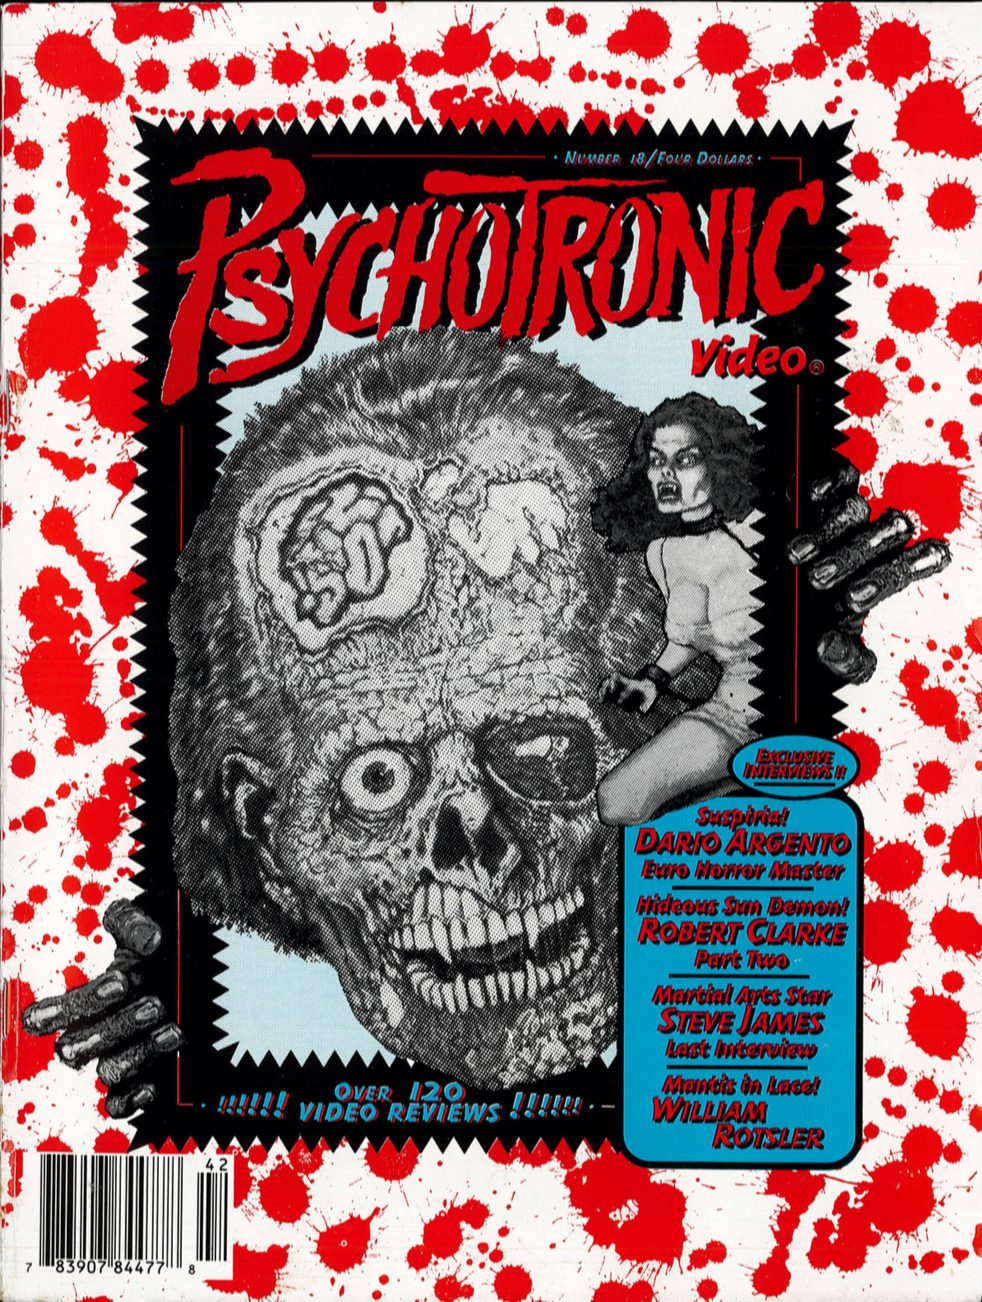 · NUMBER 18/FOUR DOLLARS ·
PSYCHOTRONIC
Video®
EXCLUSIVE
INTERVIEWS!!
Suspiria!
DARIO ARGENTO
Euro Horror Master
Hideous Sun Demon!
ROBERT CLARKE
Part Two
Martial Arts Star
STEVE JAMES
Last Interview
Mantis in Lace!
WILLIAM
ROTSLER
OVER 120
· !!!!!! VIDEO REVIEWS !!!!!!! ·
42
7 83907 84477 8